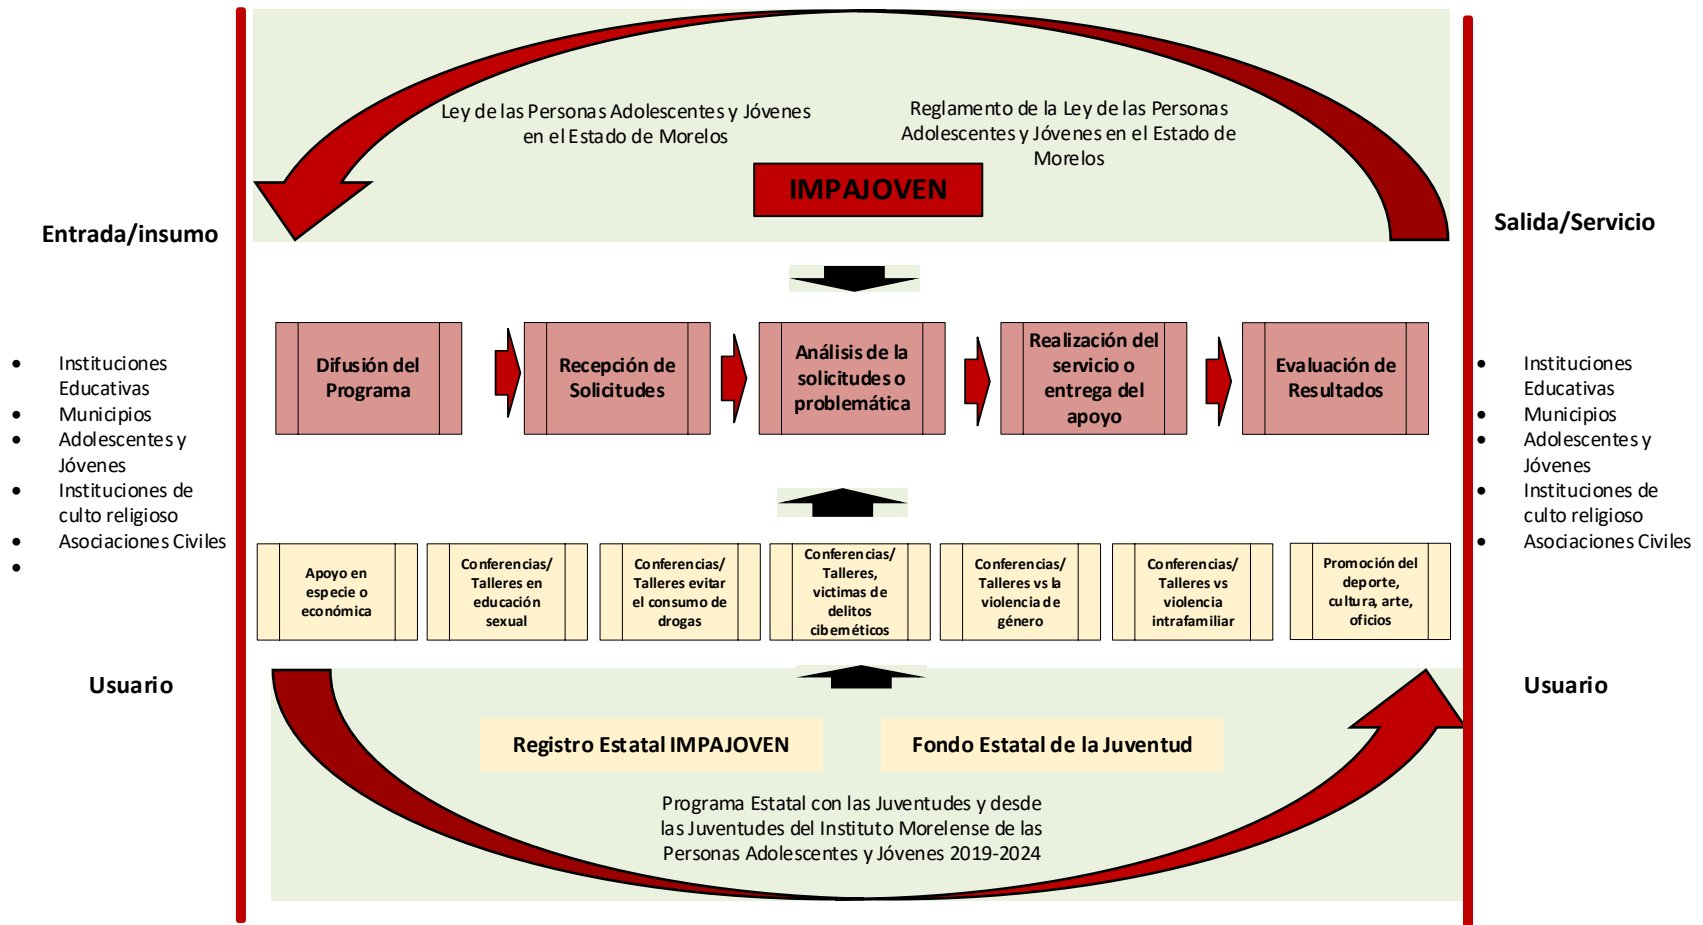 Ley de las Personas Adolescentes y Jóvenes
en el Estado de Morelos
Reglamento de la Ley de las Personas
Adolescentes y Jóvenes en el Estado de
Morelos
IMPAJOVEN
Entrada/insumo
• Instituciones
Educativas
• Municipios
• Adolescentes y
Jóvenes
• Instituciones de
culto religioso
• Asociaciones Civiles
•
Usuario
Difusión del
Programa
Recepción de
Solicitudes
Análisis de la
solicitudes o
problemática
Realización del
servicio o
entrega del
apoyo
Evaluación de
Resultados
Apoyo en
especie o
económica
Conferencias/
Talleres en
educación
sexual
Conferencias/
Talleres evitar
el consumo de
drogas
Conferencias/
Talleres,
victimas de
delitos
cibernéticos
Conferencias/
Talleres vs la
violencia de
género
Conferencias/
Talleres vs
violencia
intrafamiliar
Promoción del
deporte,
cultura, arte,
oficios
Registro Estatal IMPAJOVEN
Fondo Estatal de la Juventud
Programa Estatal con las Juventudes y desde
las Juventudes del Instituto Morelense de las
Personas Adolescentes y Jóvenes 2019-2024
Salida/Servicio
• Instituciones
Educativas
• Municipios
• Adolescentes y
Jóvenes
• Instituciones de
culto religioso
• Asociaciones Civiles
Usuario